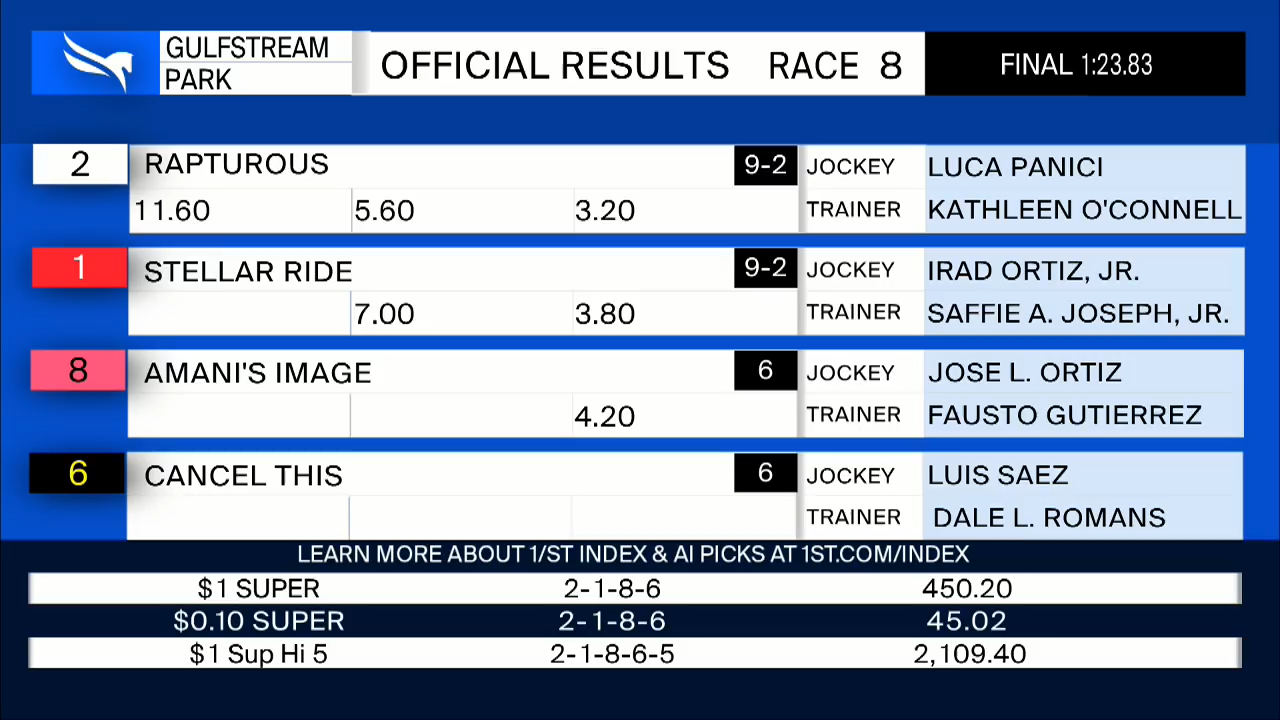 GULFSTREAM
PARK
OFFICIAL RESULTS RACE 8
FINAL 1:23.83
2 RAPTUROUS 9-2 JOCKEY LUCA PANICI
11.60 5.60 3.20 TRAINER KATHLEEN O'CONNELL
1 STELLAR RIDE 9-2 JOCKEY IRAD ORTIZ, JR.
7.00 3.80 TRAINER SAFFIE A. JOSEPH, JR.
8 AMANI'S IMAGE 6 JOCKEY JOSE L. ORTIZ
4.20 TRAINER FAUSTO GUTIERREZ
6 CANCEL THIS 6 JOCKEY LUIS SAEZ
TRAINER DALE L. ROMANS
LEARN MORE ABOUT 1/ST INDEX & AI PICKS AT 1ST.COM/INDEX
$1 SUPER 2-1-8-6 450.20
$0.10 SUPER 2-1-8-6 45.02
$1 Sup Hi 5 2-1-8-6-5 2,109.40